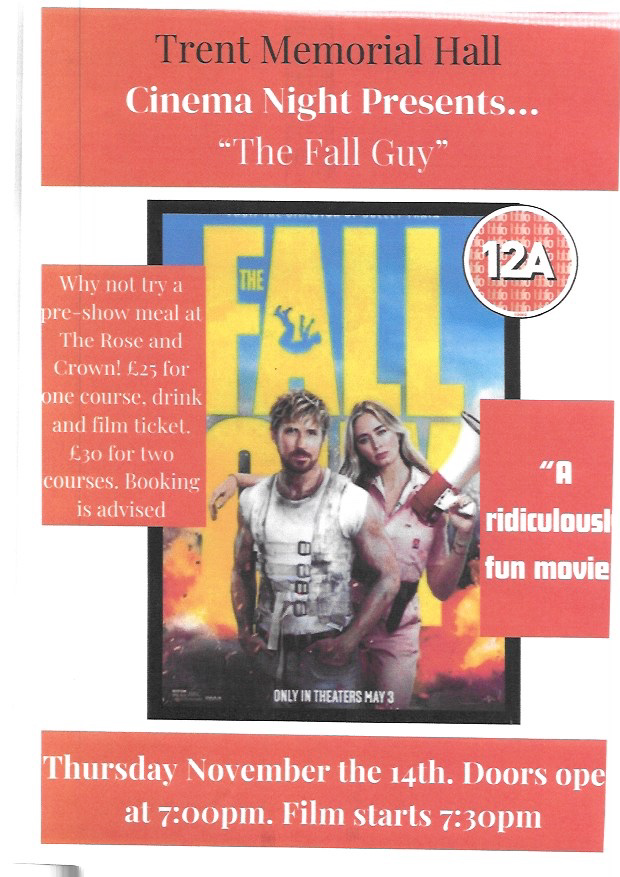 Trent Memorial Hall
Cinema Night Presents...
“The Fall Guy”
12A
THE
FALL
Why not try a
pre-show meal at
The Rose and
Crown! £25 for
one course, drink
and film ticket.
£30 for two
courses. Booking
is advised
“A
ridiculousl
fun movie
ONLY IN THEATERS MAY 3
Thursday November the 14th. Doors ope
at 7:00pm. Film starts 7:30pm